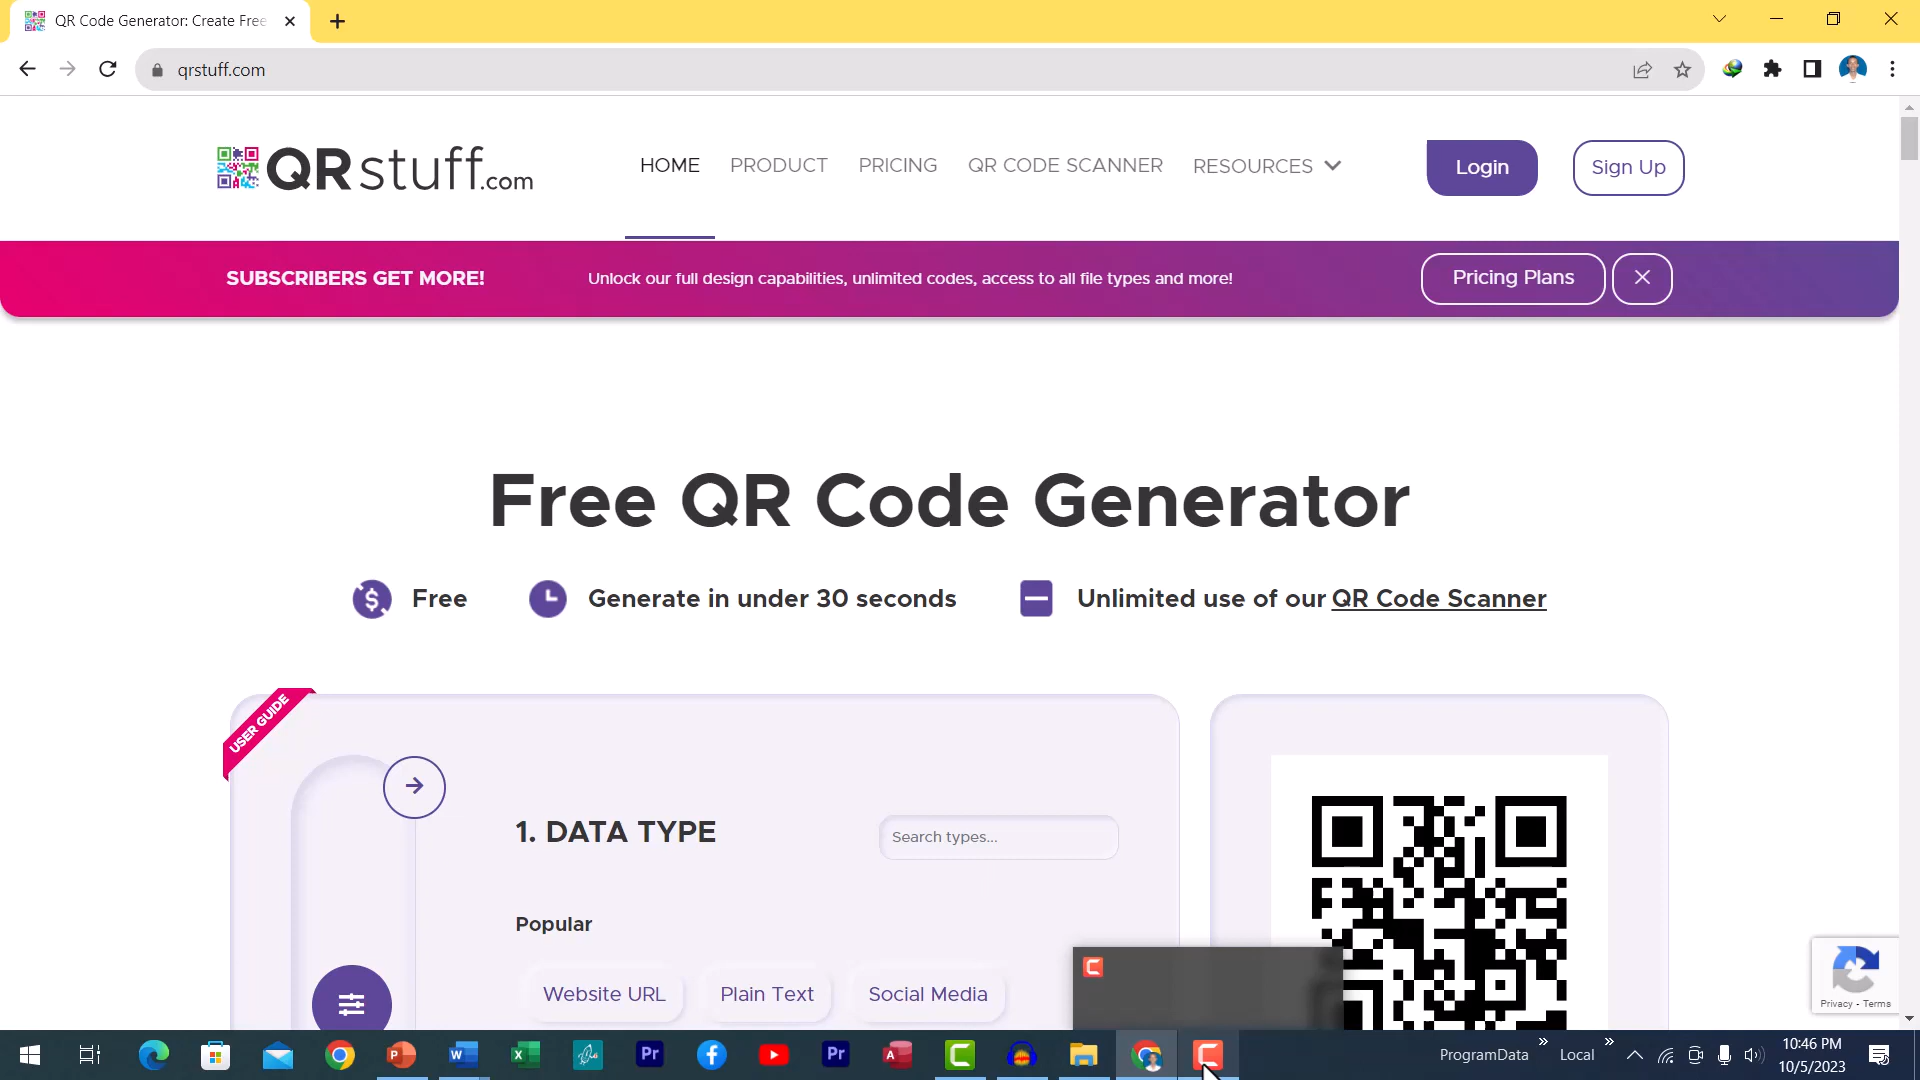 QR Code Generator: Create Free
qrstuff.com
QRstuff.com
HOME
PRODUCT
PRICING
QR CODE SCANNER
RESOURCES
Login
Sign Up
SUBSCRIBERS GET MORE!
Unlock our full design capabilities, unlimited codes, access to all file types and more!
Pricing Plans
Free QR Code Generator
Free
Generate in under 30 seconds
Unlimited use of our QR Code Scanner
USER GUIDE
1. DATA TYPE
Search types...
Popular
Website URL
Plain Text
Social Media
Privacy - Terms
ProgramData
Local
10:46 PM
10/5/2023